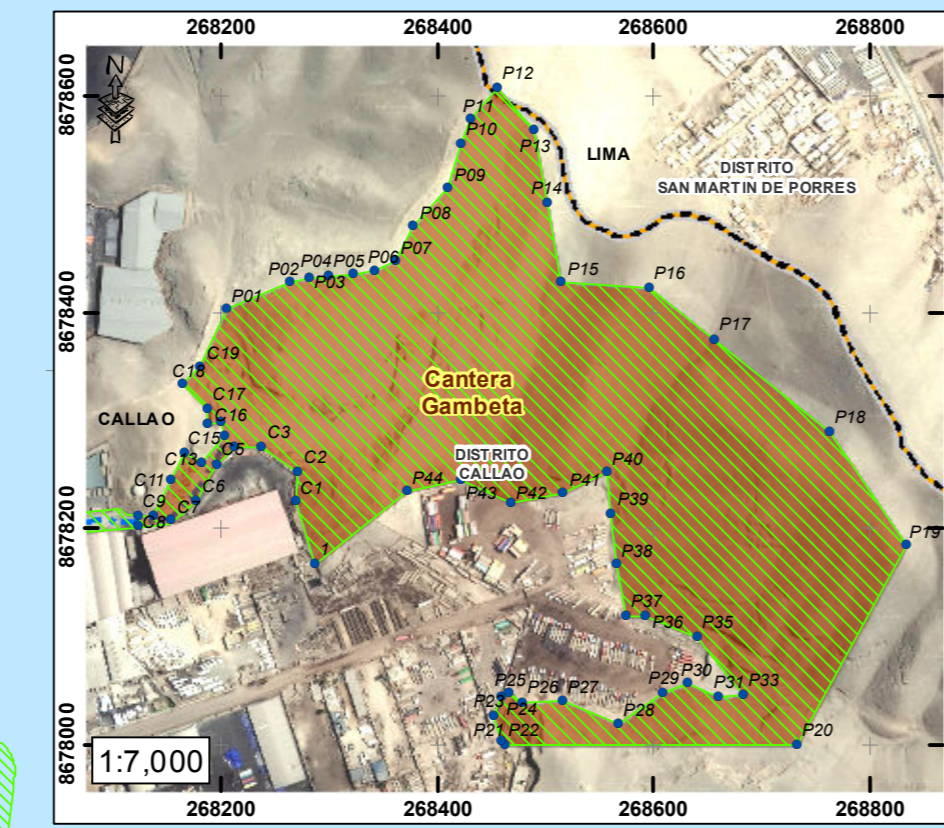 268200 268400 268600 268800
N
8678600
P12
P11
P10
P13
LIMA
DISTRITO
SAN MARTIN DE PORRES
P09
P14
P08
P07
P06
P05
P04
P03
P02
P15
P16
8678400
P01
P17
C19
C18
Cantera
Gambeta
C17
CALLAO
C16
P18
C15
C3
C5
C13
C2
DISTRITO
CALLAO
P40
C11
C6
C1
P44
P43
P42
P41
C9
C7
C8
P39
8678200
P19
1
P38
P37
P36
P35
P25
P26
P27
P29
P30
P31
P33
P23
P24
P28
P21
P22
P20
8678000
1:7,000
268200 268400 268600 268800